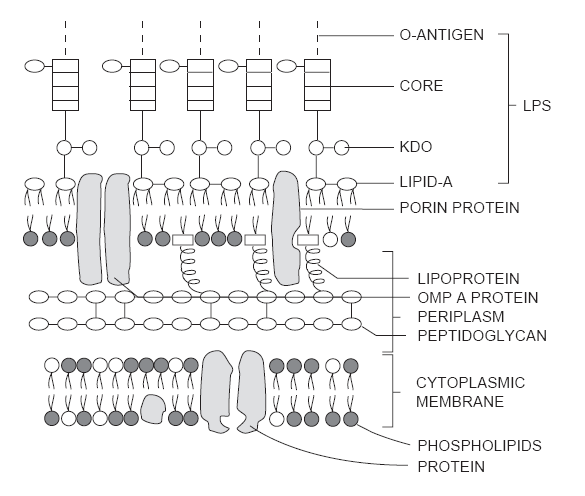 O-ANTIGEN
CORE
LPS
KDO
LIPID-A
PORIN PROTEIN
LIPOPROTEIN
OMP A PROTEIN
PERIPLASM
PEPTIDOGLYCAN
CYTOPLASMIC
MEMBRANE
PHOSPHOLIPIDS
PROTEIN